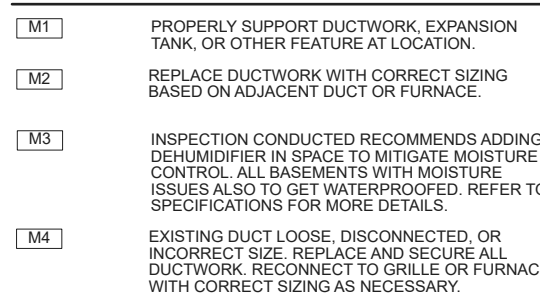 M1 PROPERLY SUPPORT DUCTWORK, EXPANSION
TANK, OR OTHER FEATURE AT LOCATION.
M2 REPLACE DUCTWORK WITH CORRECT SIZING
BASED ON ADJACENT DUCT OR FURNACE.
M3 INSPECTION CONDUCTED RECOMMENDS ADDING
DEHUMIDIFIER IN SPACE TO MITIGATE MOISTURE
CONTROL. ALL BASEMENTS WITH MOISTURE
ISSUES ALSO TO GET WATERPROOFED. REFER TO
SPECIFICATIONS FOR MORE DETAILS.
M4 EXISTING DUCT LOOSE, DISCONNECTED, OR
INCORRECT SIZE. REPLACE AND SECURE ALL
DUCTWORK. RECONNECT TO GRILLE OR FURNAC
WITH CORRECT SIZING AS NECESSARY.